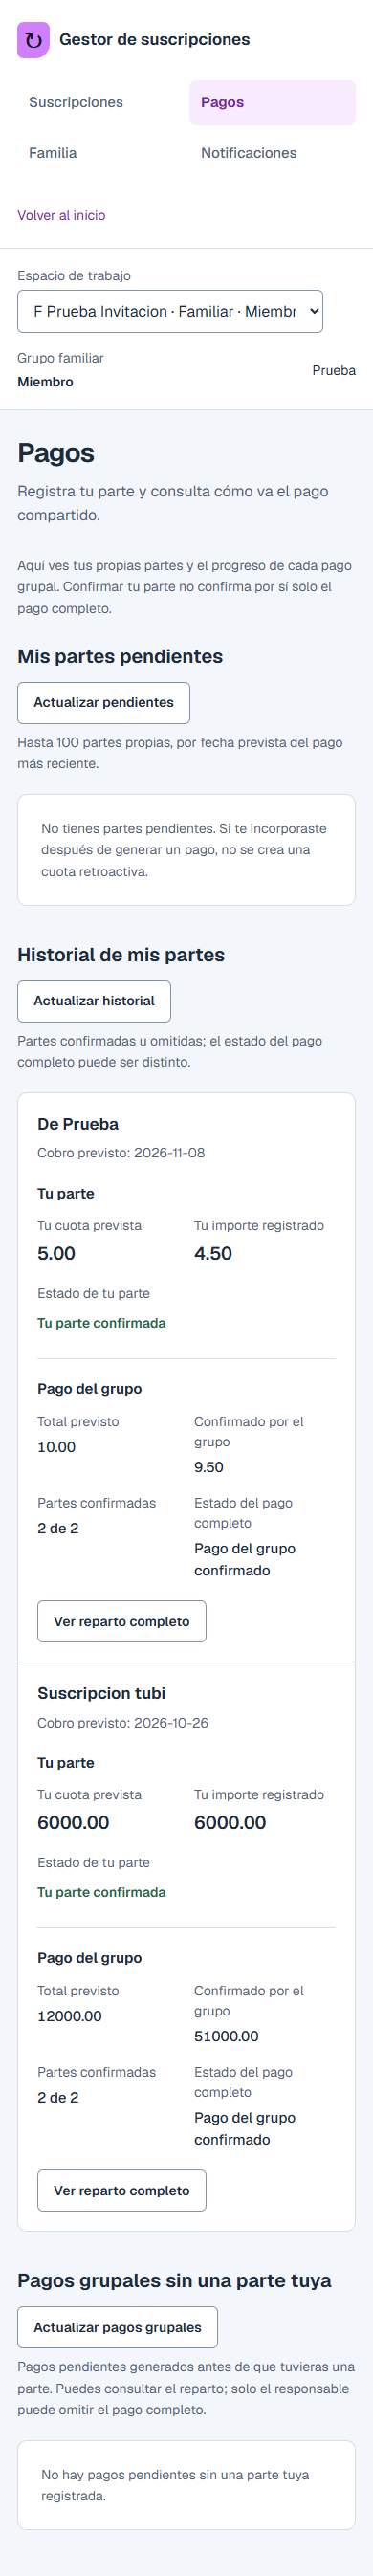 Gestor de suscripciones
Suscripciones
Pagos
Familia
Notificaciones
Volver al inicio
Espacio de trabajo
F Prueba Invitacion · Familiar · Miembr
Grupo familiar
Miembro
Prueba
Pagos
Registra tu parte y consulta cómo va el pago
compartido.
Aquí ves tus propias partes y el progreso de cada pago
grupal. Confirmar tu parte no confirma por sí solo el
pago completo.
Mis partes pendientes
Actualizar pendientes
Hasta 100 partes propias, por fecha prevista del pago
más reciente.
No tienes partes pendientes. Si te incorporaste
después de generar un pago, no se crea una
cuota retroactiva.
Historial de mis partes
Actualizar historial
Partes confirmadas u omitidas; el estado del pago
completo puede ser distinto.
De Prueba
Cobro previsto: 2026-11-08
Tu parte
Tu cuota prevista
5.00
Tu importe registrado
4.50
Estado de tu parte
Tu parte confirmada
Pago del grupo
Total previsto
10.00
Confirmado por el
grupo
9.50
Partes confirmadas
2 de 2
Estado del pago
completo
Pago del grupo
confirmado
Ver reparto completo
Suscripcion tubi
Cobro previsto: 2026-10-26
Tu parte
Tu cuota prevista
6000.00
Tu importe registrado
6000.00
Estado de tu parte
Tu parte confirmada
Pago del grupo
Total previsto
12000.00
Confirmado por el
grupo
51000.00
Partes confirmadas
2 de 2
Estado del pago
completo
Pago del grupo
confirmado
Ver reparto completo
Pagos grupales sin una parte tuya
Actualizar pagos grupales
Pagos pendientes generados antes de que tuvieras una
parte. Puedes consultar el reparto; solo el responsable
puede omitir el pago completo.
No hay pagos pendientes sin una parte tuya
registrada.